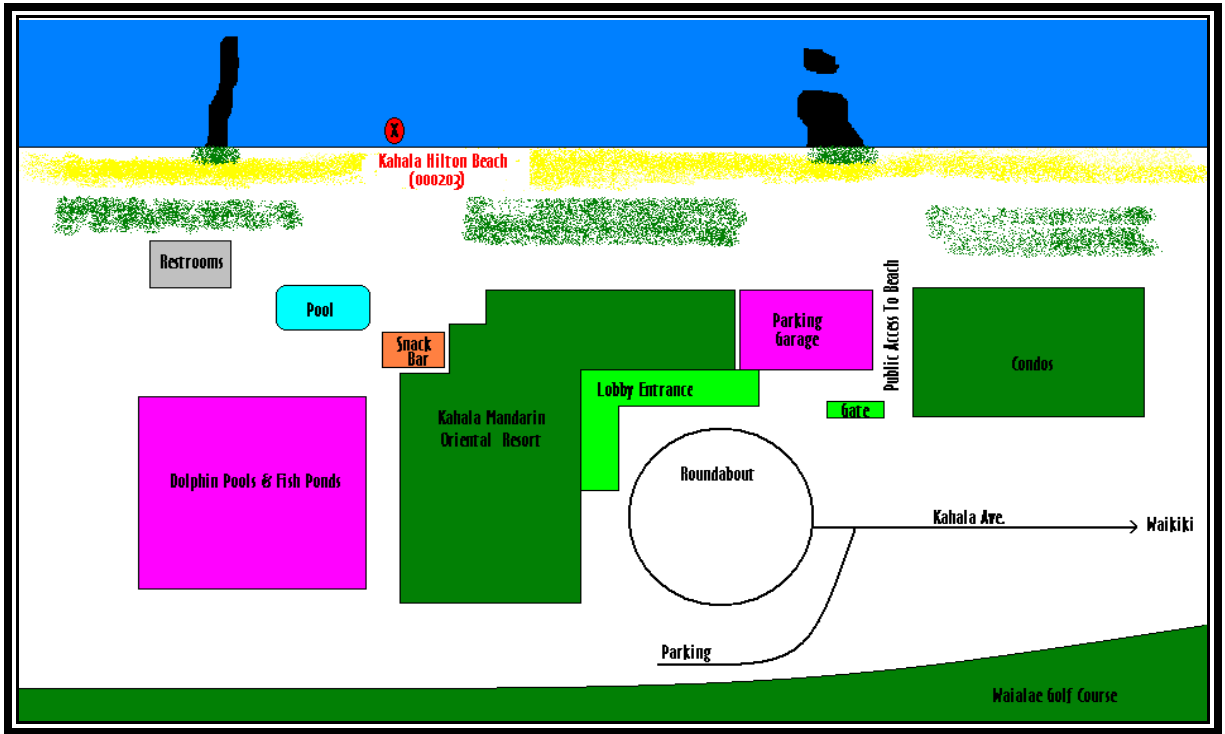 X
Kahala Hilton Beach
(000203)
Restrooms
Pool
Snack
Bar
Parking
Garage
Public Access To Beach
Condos
Lobby Entrance
Gate
Kahala Mandarin
Oriental Resort
Dolphin Pools & Fish Ponds
Roundabout
Kahala Ave.
Waikiki
Parking
Waialae Golf Course